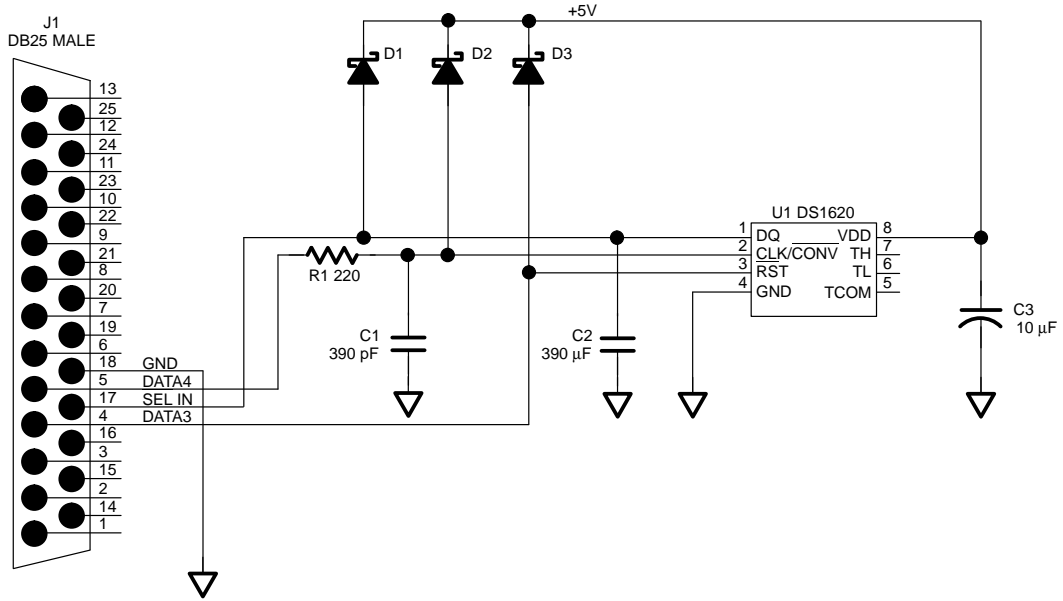 J1
DB25 MALE
13
25
12
24
11
23
10
22
9
21
8
20
7
19
6
18 GND
5 DATA4
17 SEL IN
4 DATA3
16
3
15
2
14
1
+5V
D1
D2
D3
R1 220
C1
390 pF
C2
390 μF
U1 DS1620
1 DQ VDD 8
2 CLK/CONV TH 7
3 RST TL 6
4 GND TCOM 5
C3
10 μF